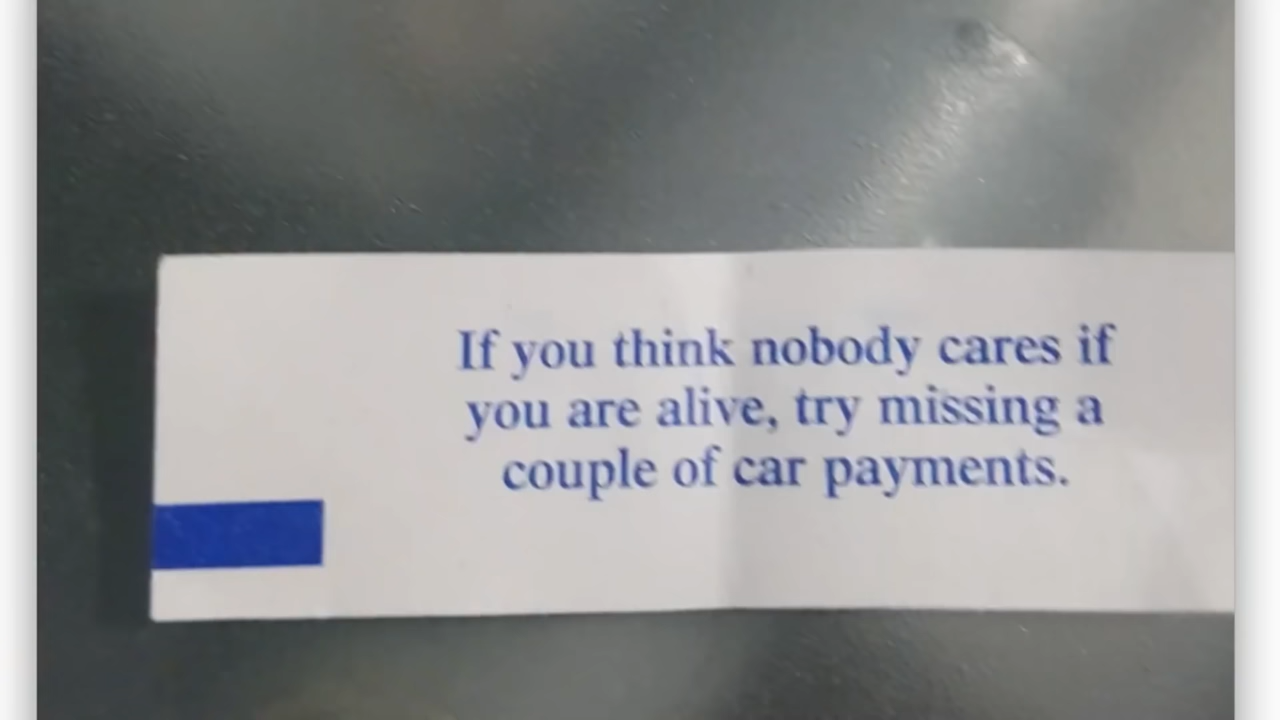 If you think nobody cares if
you are alive, try missing a
couple of car payments.